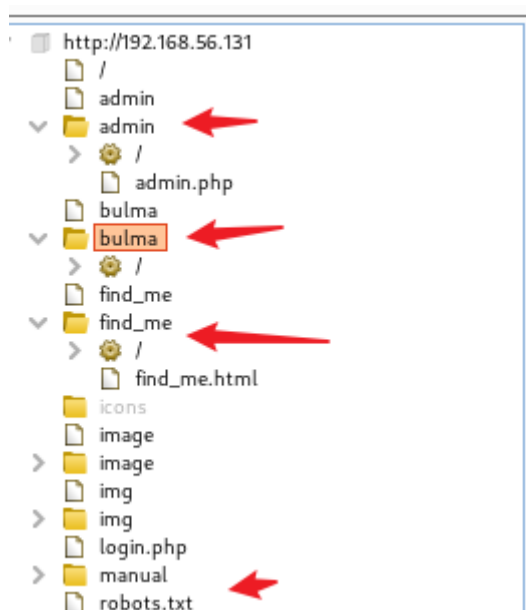 http://192.168.56.131
/
admin
admin
/
admin.php
bulma
bulma
/
find_me
find_me
/
find_me.html
icons
image
image
img
img
login.php
manual
robots.txt